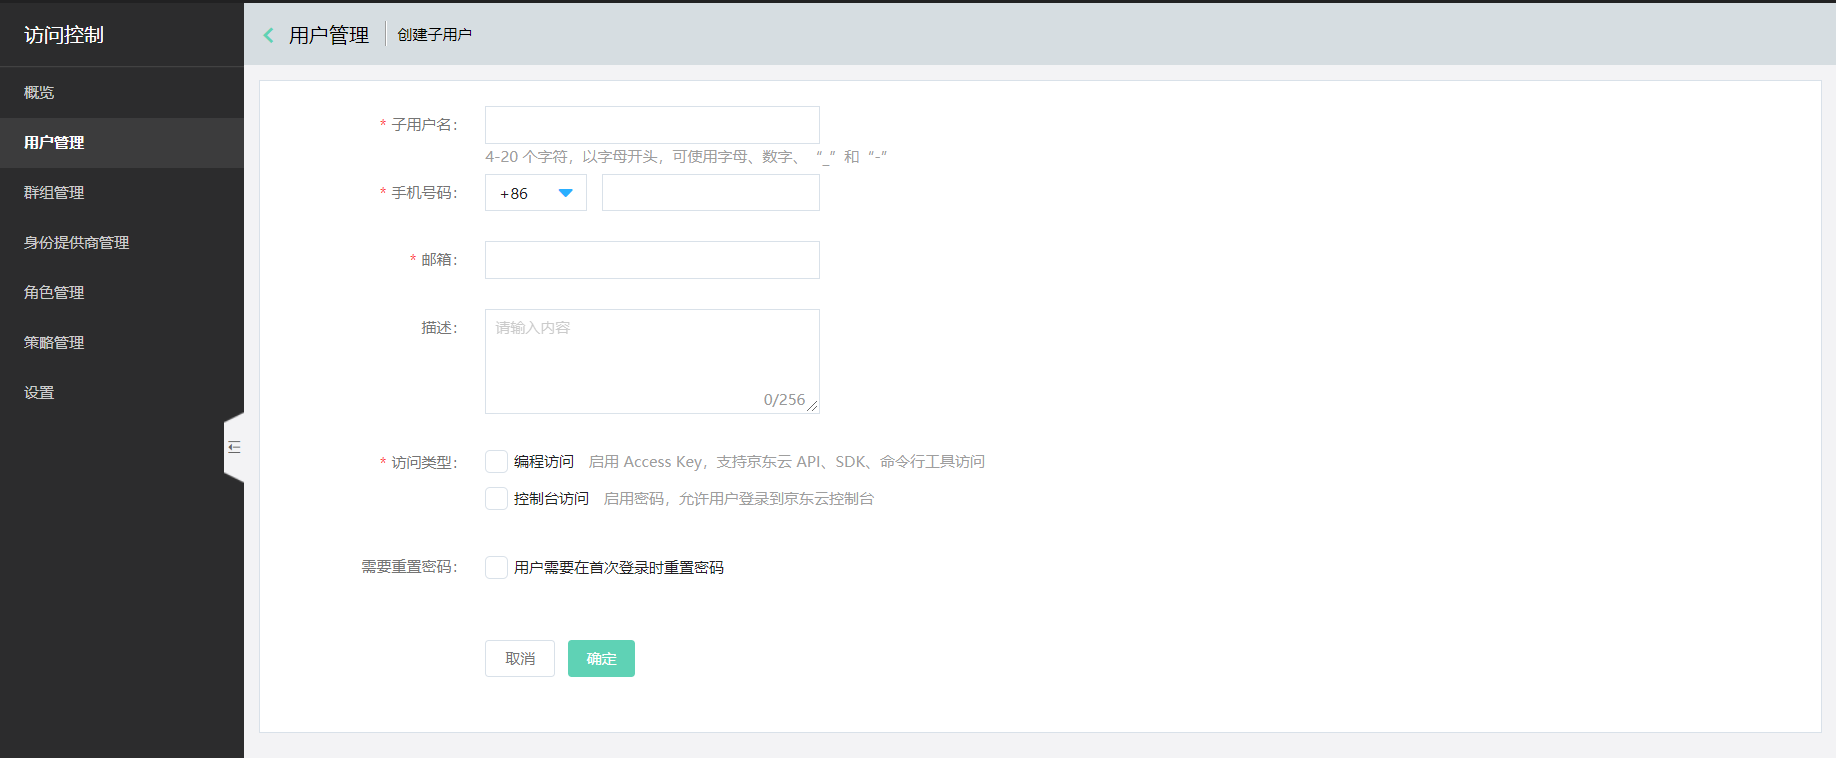 访问控制
概览
用户管理
群组管理
身份提供商管理
角色管理
策略管理
设置
用户管理 创建子用户
* 子用户名：
4-20 个字符，以字母开头，可使用字母、数字、“_”和“-”
* 手机号码： +86
* 邮箱：
描述： 请输入内容
0/256
* 访问类型： 编程访问 启用 Access Key，支持京东云 API、SDK、命令行工具访问
控制台访问 启用密码，允许用户登录到京东云控制台
需要重置密码： 用户需要在首次登录时重置密码
取消 确定